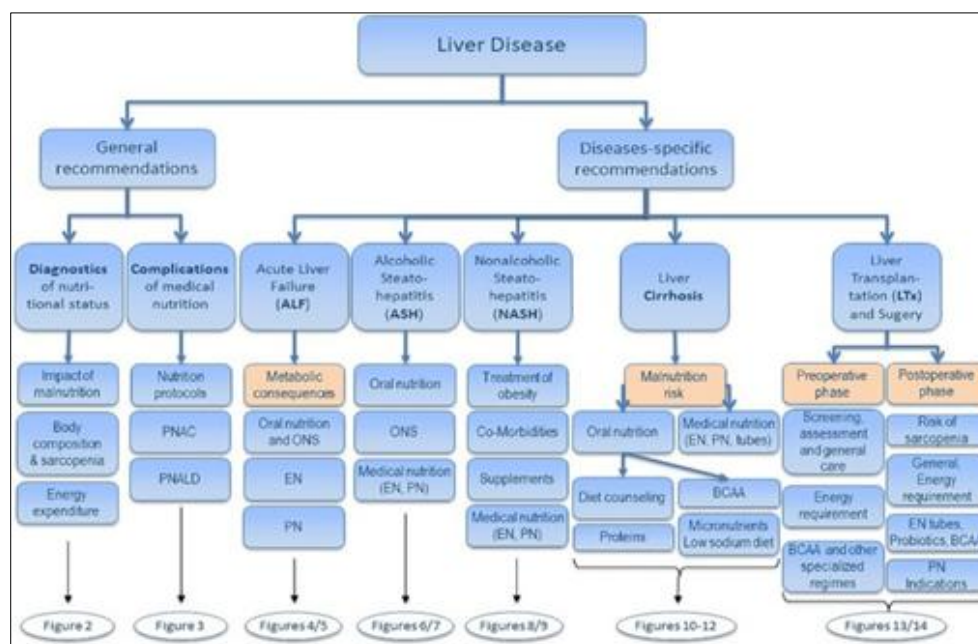 Liver Disease
General
recommendations
Diseases-specific
recommendations
Diagnostics
of nutri-
tional status
Complications
of medical
nutrition
Acute Liver
Failure
(ALF)
Alcoholic
Steato-
hepatitis
(ASH)
Nonalcoholic
Steato-
hepatitis
(NASH)
Liver
Cirrhosis
Liver
Transplan-
tation (LTx)
and Sugery
Impact of
malnutrition
Body
composition
& sarcopenia
Energy
expenditure
Figure 2
Nutrition
protocols
PNAC
PNALD
Figure 3
Metabolic
consequences
Oral nutrition
and ONS
EN
PN
Figures 4/5
Oral nutrition
ONS
Medical nutrition
(EN, PN)
Figures 6/7
Treatment of
obesity
Co-Morbidities
Supplements
Medical nutrition
(EN, PN)
Figures 8/9
Malnutrition
risk
Oral nutrition
Medical nutrition
(EN, PN, tubes)
Diet counseling
BCAA
Proteins
Micronutrients
Low sodium diet
Figures 10-12
Preoperative
phase
Screening,
assessment
and general
care
Energy
requirement
BCAA and other
specialized
regimes
Postoperative
phase
Risk of
sarcopenia
General,
Energy
requirement
EN tubes,
Probiotics, BCAA
PN
Indications
Figures 13/14